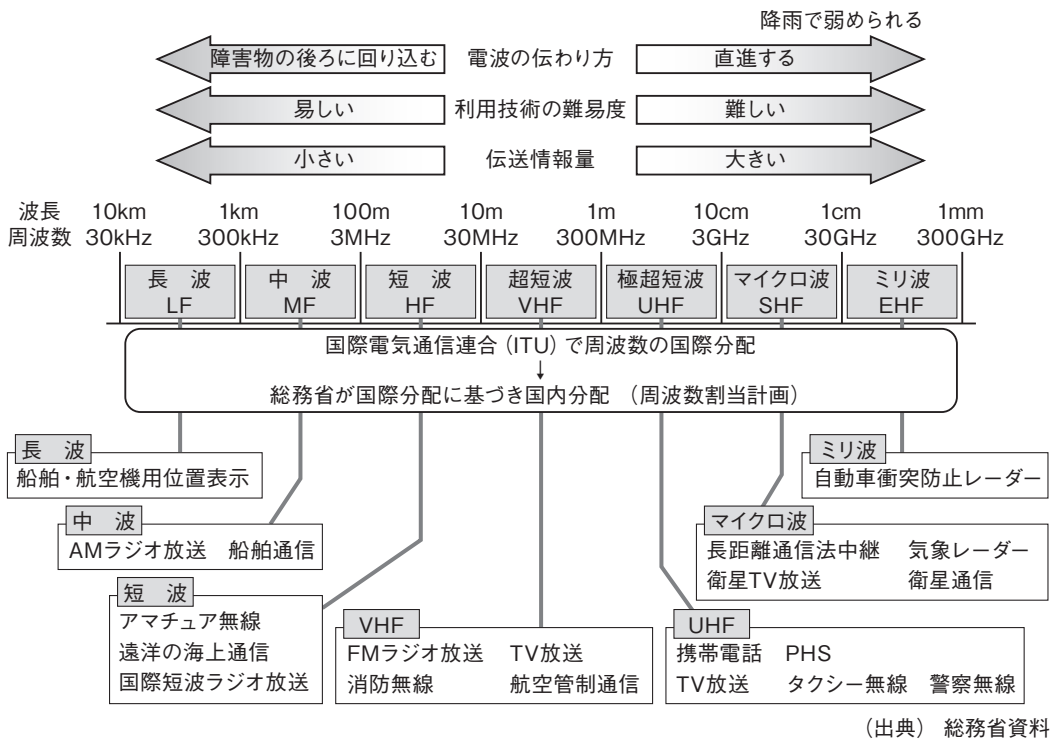 降雨で弱められる
障害物の後ろに回り込む 電波の伝わり方 直進する
易しい 利用技術の難易度 難しい
小さい 伝送情報量 大きい
波長 10km 1km 100m 10m 1m 10cm 1cm 1mm
周波数 30kHz 300kHz 3MHz 30MHz 300MHz 3GHz 30GHz 300GHz
長 波 中 波 短 波 超短波 極超短波 マイクロ波 ミリ波
LF MF HF VHF UHF SHF EHF
国際電気通信連合(ITU)で周波数の国際分配
↓
総務省が国際分配に基づき国内分配 (周波数割当計画)
長 波
船舶・航空機用位置表示
ミリ波
自動車衝突防止レーダー
中 波
AMラジオ放送 船舶通信
マイクロ波
長距離通信法中継 気象レーダー
衛星TV放送 衛星通信
短 波
アマチュア無線
遠洋の海上通信
国際短波ラジオ放送
VHF
FMラジオ放送 TV放送
消防無線 航空管制通信
UHF
携帯電話 PHS
TV放送 タクシー無線 警察無線
(出典) 総務省資料